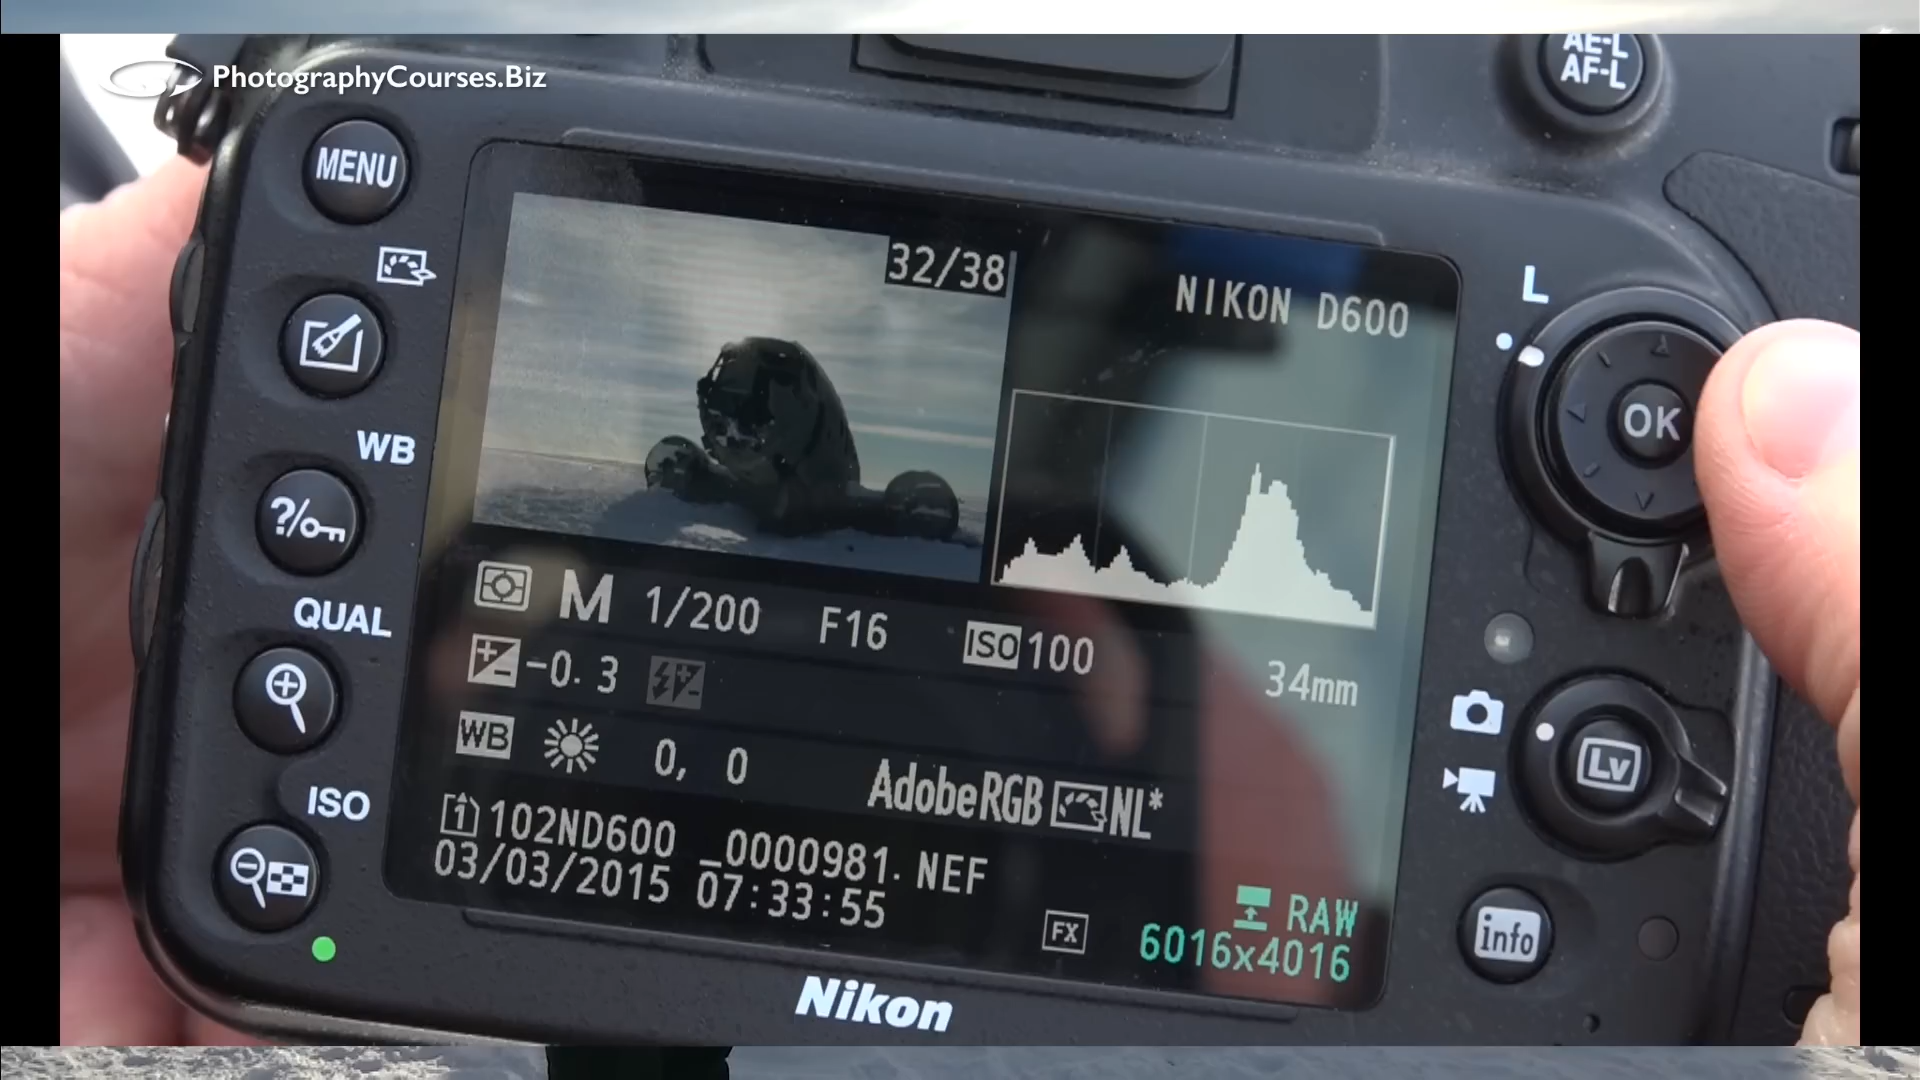 PhotographyCourses.Biz
AE-L
AF-L
MENU
32/38
NIKON D600
L
OK
WB
?/
QUAL
M 1/200 F16 ISO 100
-0.3
34mm
WB 0, 0
AdobeRGB NL*
Lv
ISO
1 102ND600 _0000981.NEF
03/03/2015 07:33:55
FX
RAW
6016x4016
info
Nikon